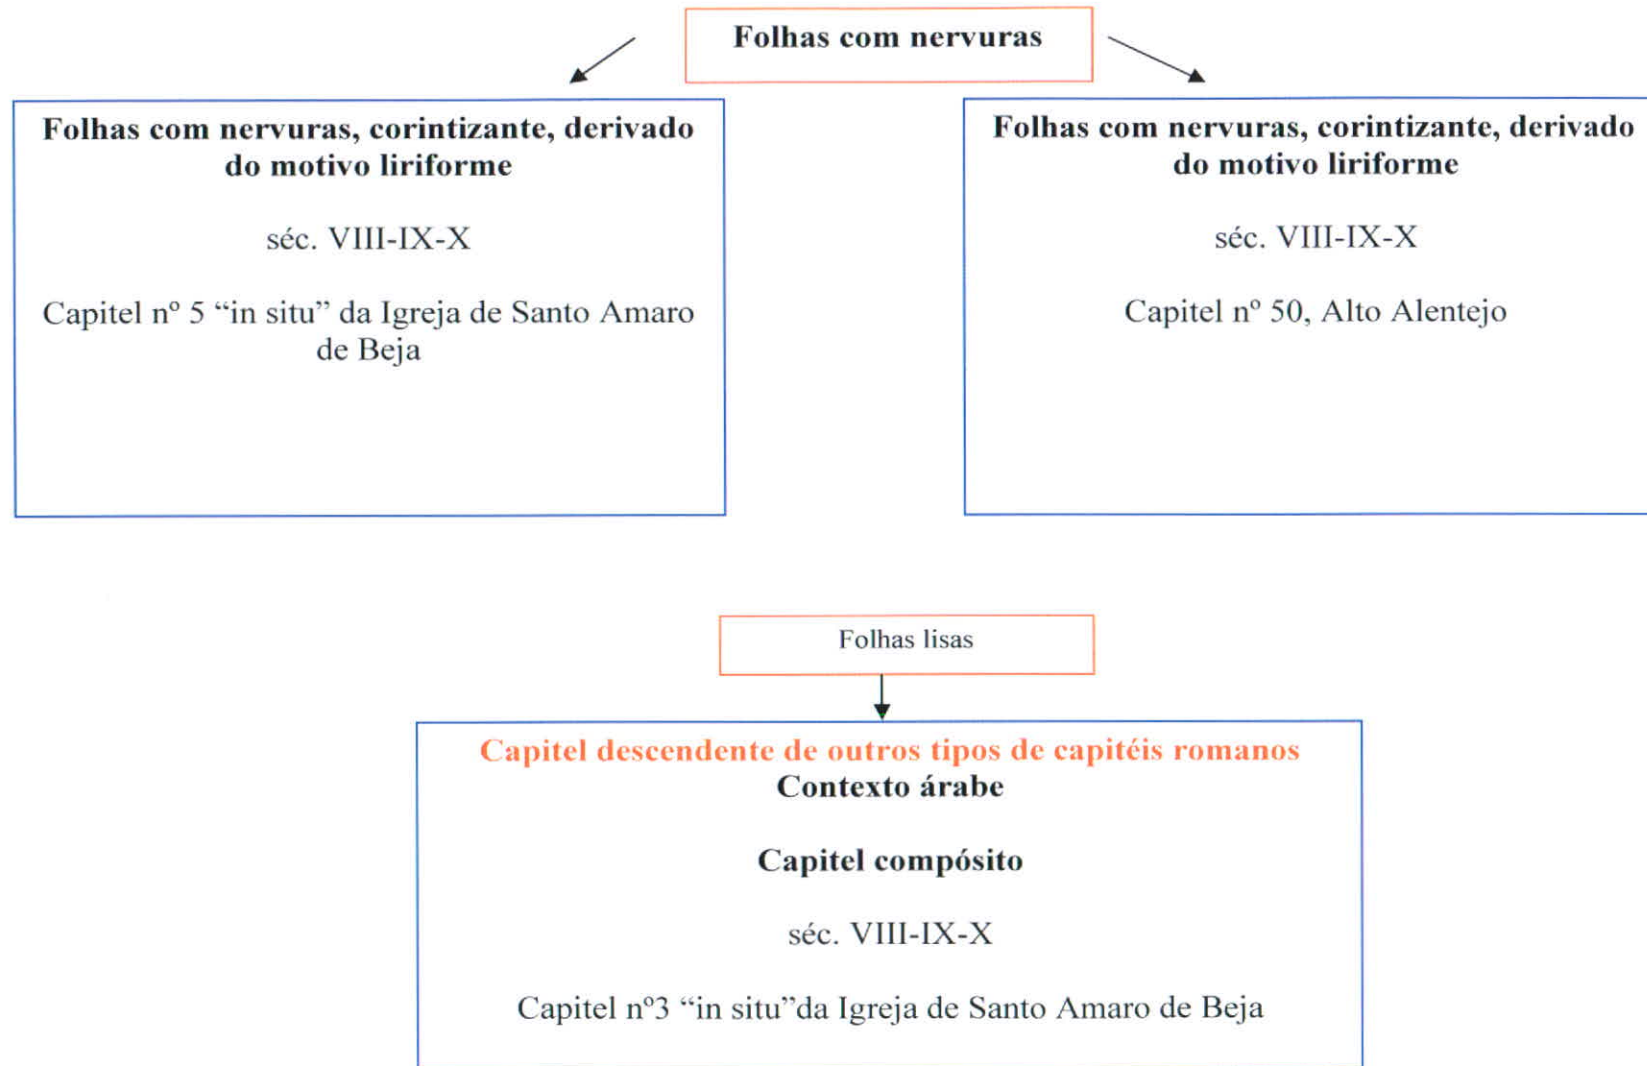 Folhas com nervuras
Folhas com nervuras, corintizante, derivado
do motivo liriforme
séc. VIII-IX-X
Capitel nº 5 “in situ” da Igreja de Santo Amaro
de Beja
Folhas com nervuras, corintizante, derivado
do motivo liriforme
séc. VIII-IX-X
Capitel nº 50, Alto Alentejo
Folhas lisas
Capitel descendente de outros tipos de capitéis romanos
Contexto árabe
Capitel compósito
séc. VIII-IX-X
Capitel nº3 “in situ”da Igreja de Santo Amaro de Beja